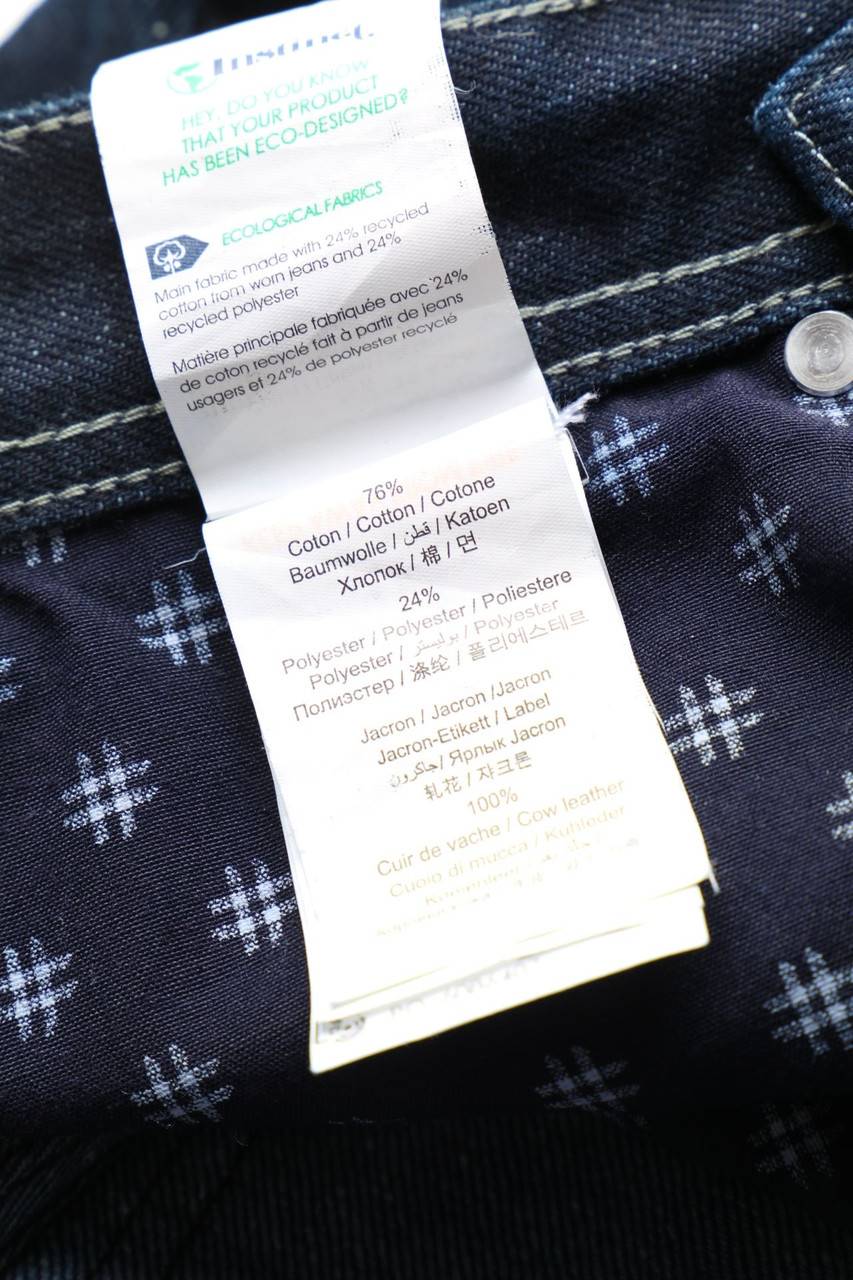 HEY, DO YOU KNOW
THAT YOUR PRODUCT
HAS BEEN ECO-DESIGNED?
ECOLOGICAL FABRICS
Main fabric made with 24% recycled
cotton from worn jeans and 24%
recycled polyester
Matière principale fabriquée avec 24%
de coton recyclé fait à partir de jeans
usagers et 24% de polyester recyclé
76%
Coton / Cotton / Cotone
Baumwolle / قطن / Katoen
Хлопок / 棉 / 면
24%
Polyester / Polyester / Poliestere
Polyester / بوليستر / Polyester
Полиэстер / 涤纶 / 폴리에스테르
Jacron / Jacron /Jacron
Jacron-Etikett / Label
جاكرون/ Ярлык Jacron
轧花 / 쟈크론
100%
Cuir de vache / Cow leather
Cuoio di mucca / Kuhleder